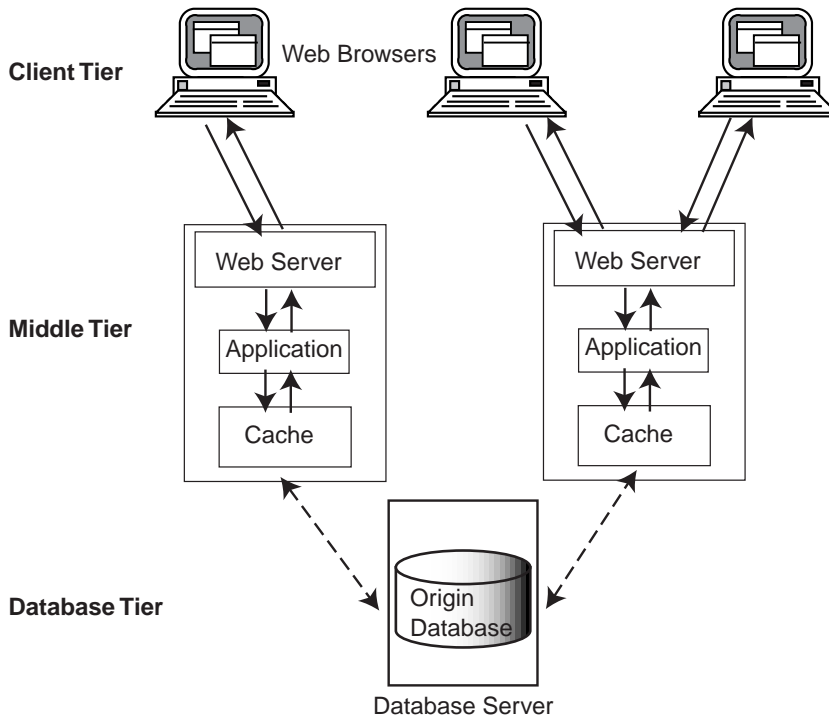 Client Tier
Web Browsers
Web Server
Web Server
Middle Tier
Application
Application
Cache
Cache
Database Tier
Origin
Database
Database Server